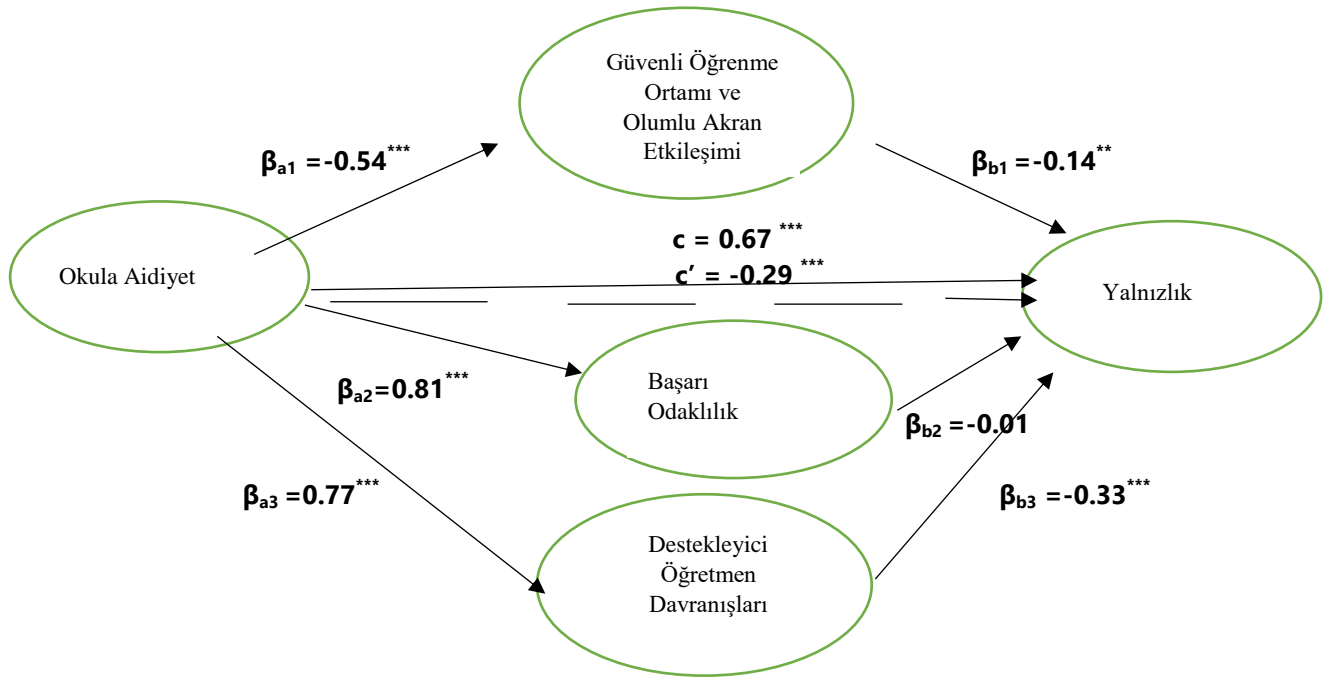 Güvenli Öğrenme
Ortamı ve
Olumlu Akran
Etkileşimi
βa1 =-0.54***
βb1 =-0.14**
c = 0.67 ***
c’ = -0.29 ***
Okula Aidiyet
Yalnızlık
Başarı
Odaklılık
βa2=0.81***
βb2 =-0.01
βa3 =0.77***
βb3 =-0.33***
Destekleyici
Öğretmen
Davranışları